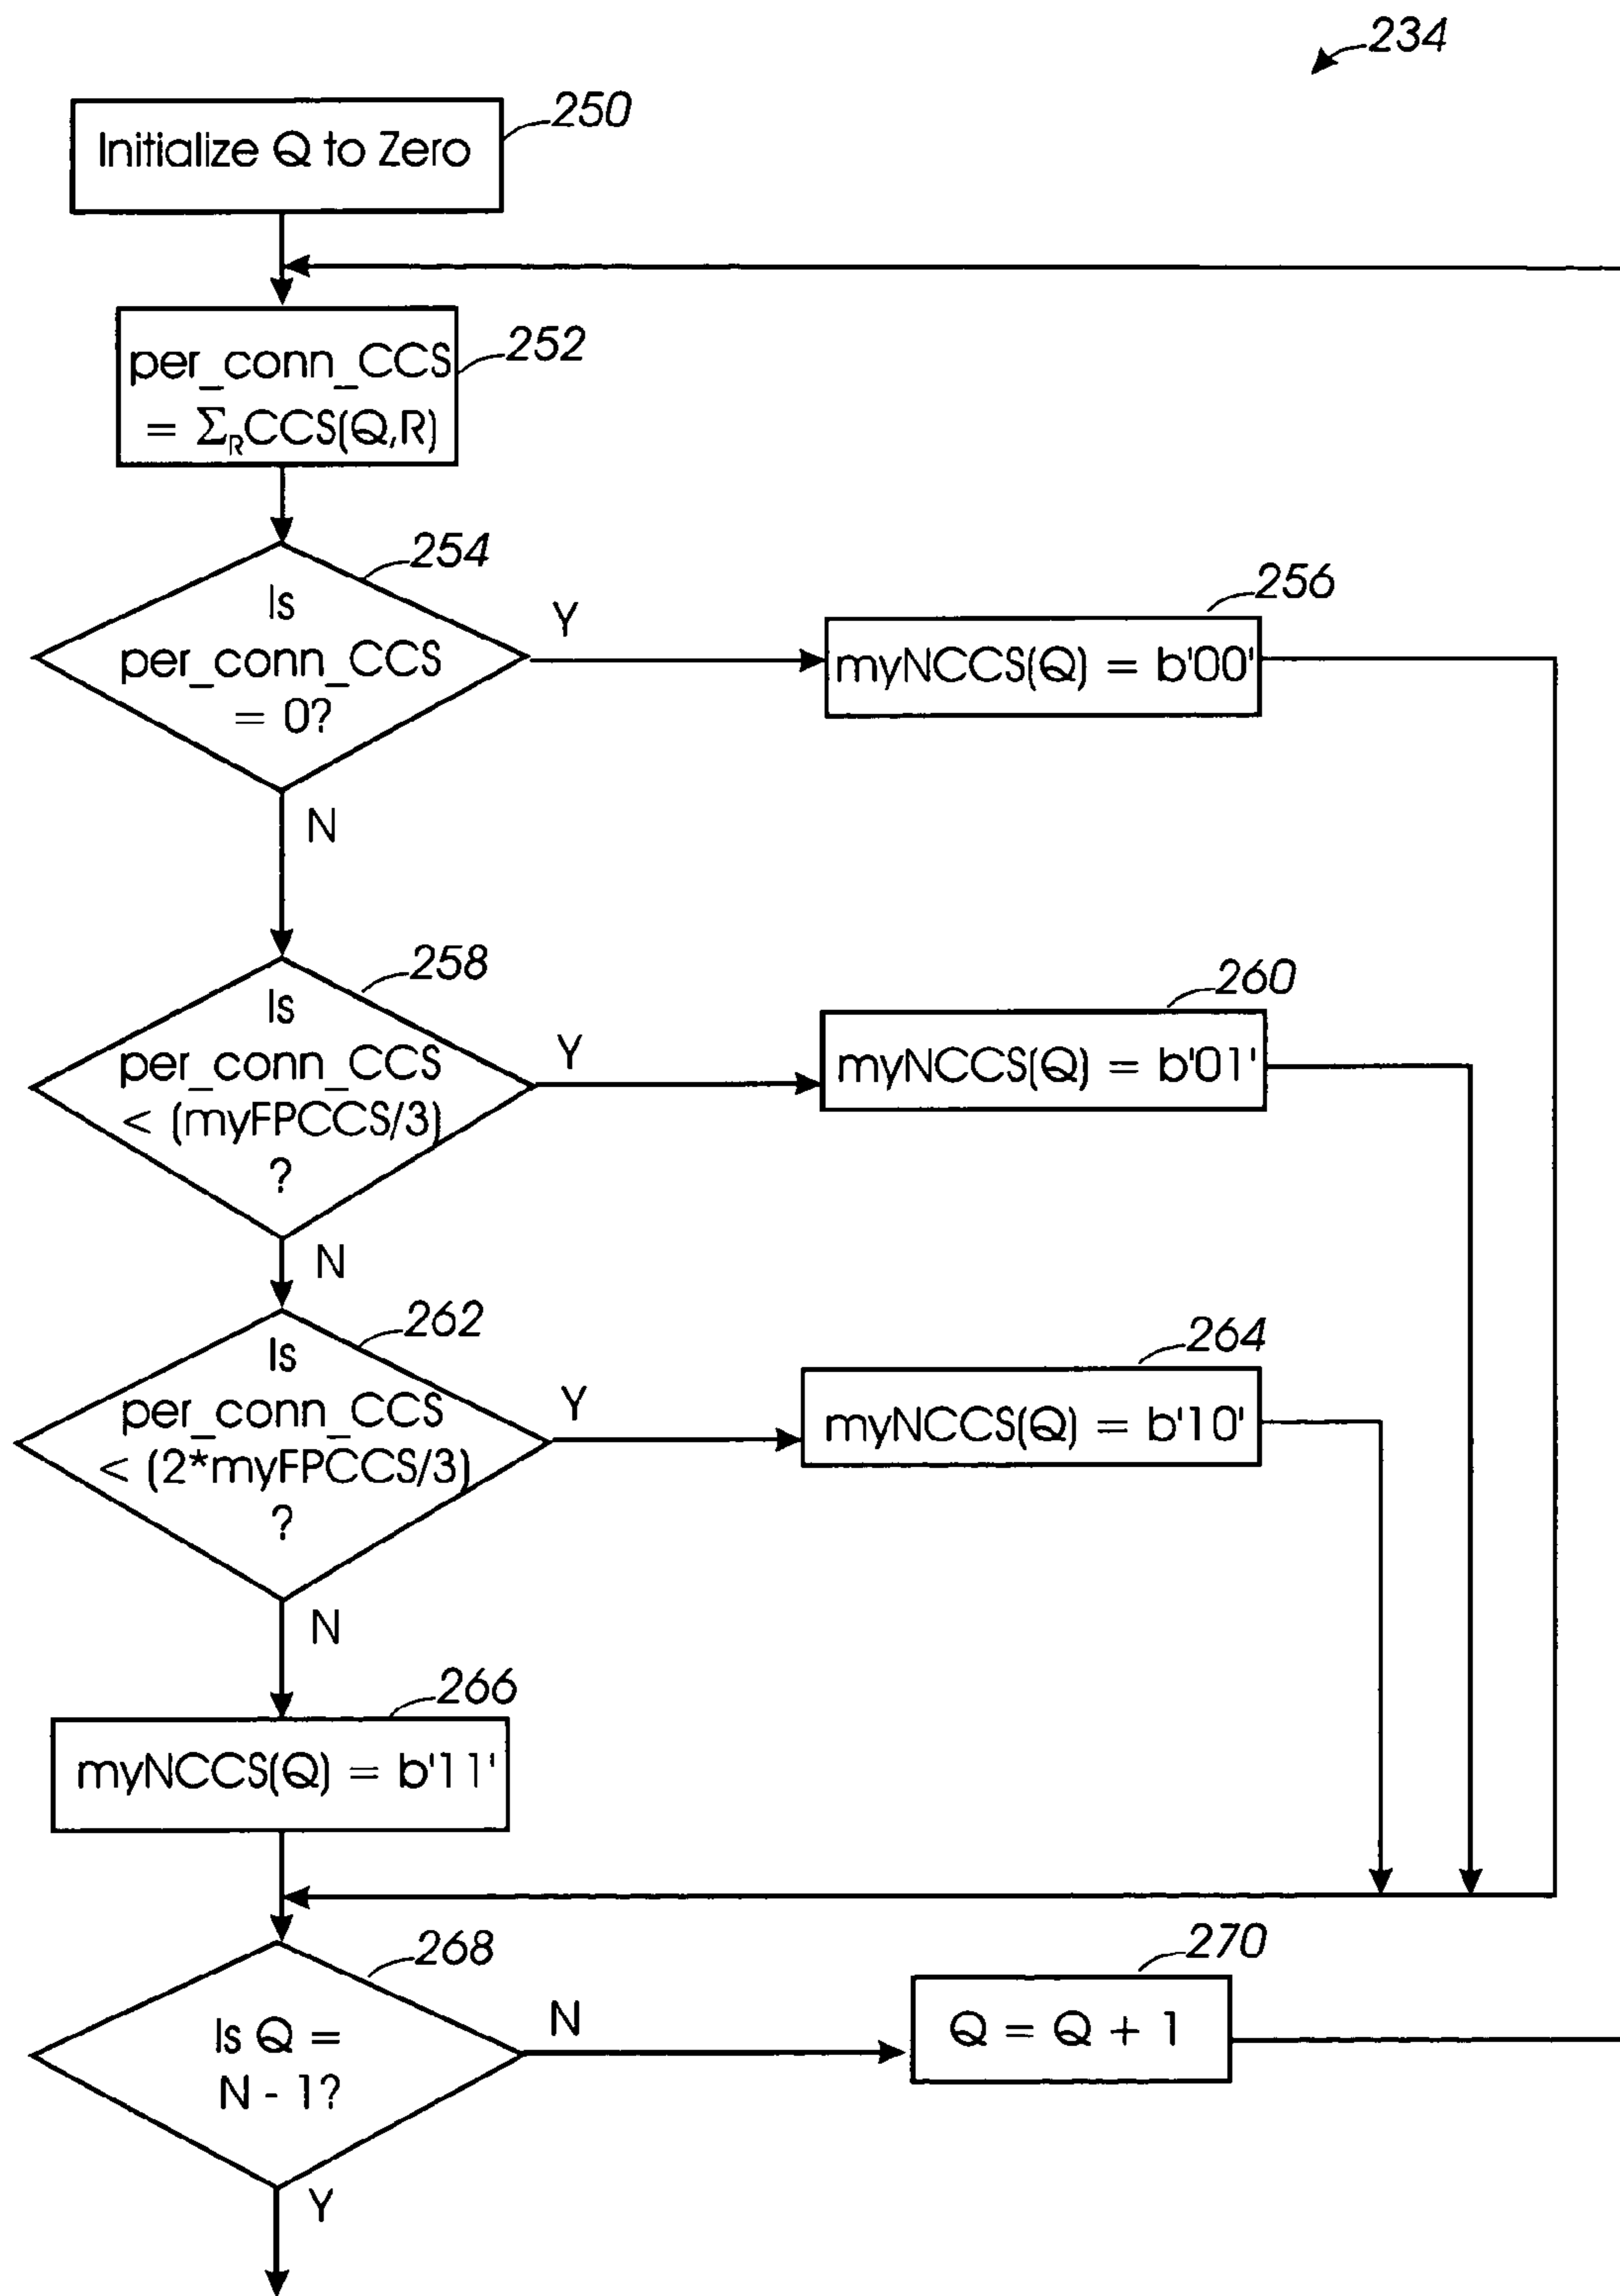 234
250
Initialize Q to Zero
252
per_conn_CCS
= Σ_R CCS(Q,R)
254
Is
per_conn_CCS
= 0?
Y
256
myNCCS(Q) = b'00'
N
258
Is
per_conn_CCS
< (myFPCCS/3)
?
Y
260
myNCCS(Q) = b'01'
N
262
Is
per_conn_CCS
< (2*myFPCCS/3)
?
Y
264
myNCCS(Q) = b'10'
N
266
myNCCS(Q) = b'11'
268
Is Q =
N - 1?
N
270
Q = Q + 1
Y